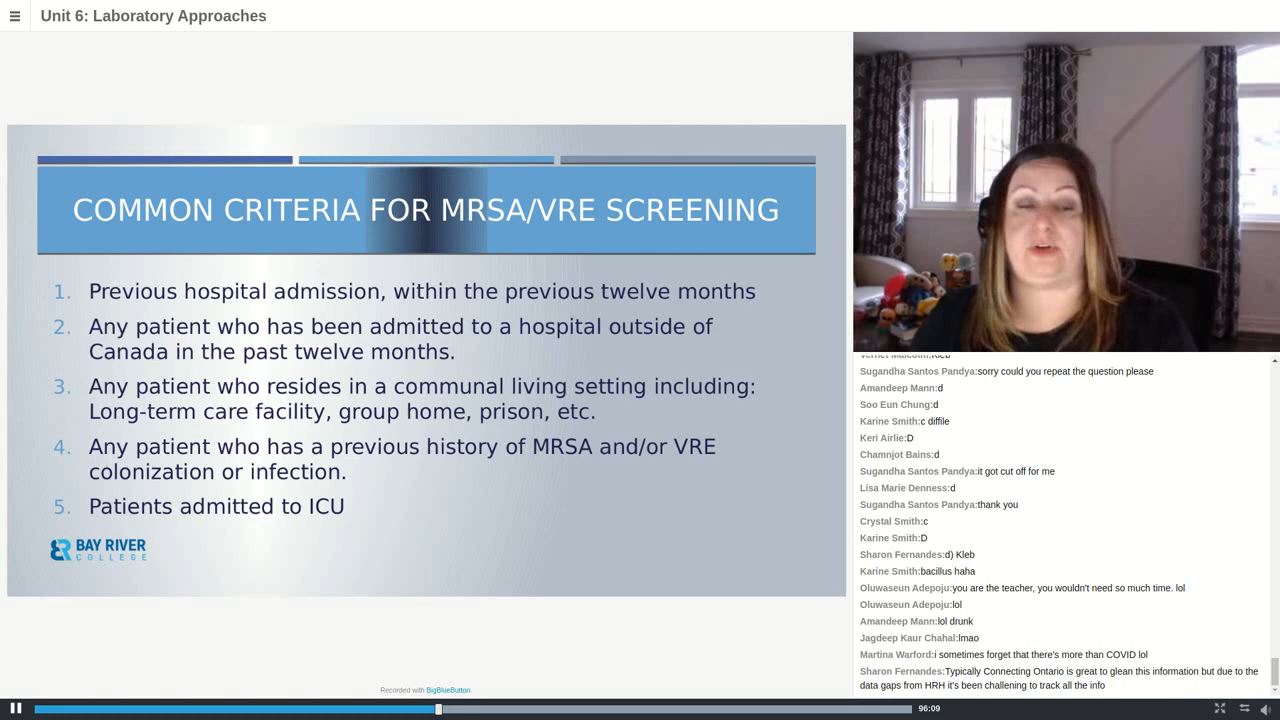 Unit 6: Laboratory Approaches
COMMON CRITERIA FOR MRSA/VRE SCREENING
1. Previous hospital admission, within the previous twelve months
2. Any patient who has been admitted to a hospital outside of
Canada in the past twelve months.
3. Any patient who resides in a communal living setting including:
Long-term care facility, group home, prison, etc.
4. Any patient who has a previous history of MRSA and/or VRE
colonization or infection.
5. Patients admitted to ICU
BAY RIVER
COLLEGE
Recorded with BigBlueButton.
Sugandha Santos Pandya:sorry could you repeat the question please
Amandeep Mann:d
Soo Eun Chung:d
Karine Smith:c diffile
Keri Airlie:D
Chamnjot Bains:d
Sugandha Santos Pandya:it got cut off for me
Lisa Marie Denness:d
Sugandha Santos Pandya:thank you
Crystal Smith:c
Karine Smith:D
Sharon Fernandes:d) Kleb
Karine Smith:bacillus haha
Oluwaseun Adepoju:you are the teacher, you wouldn't need so much time. lol
Oluwaseun Adepoju:lol
Amandeep Mann:lol drunk
Jagdeep Kaur Chahal:lmao
Martina Warford:i sometimes forget that there's more than COVID lol
Sharon Fernandes:Typically Connecting Ontario is great to glean this information but due to the
data gaps from HRH it's been challening to track all the info
96:09